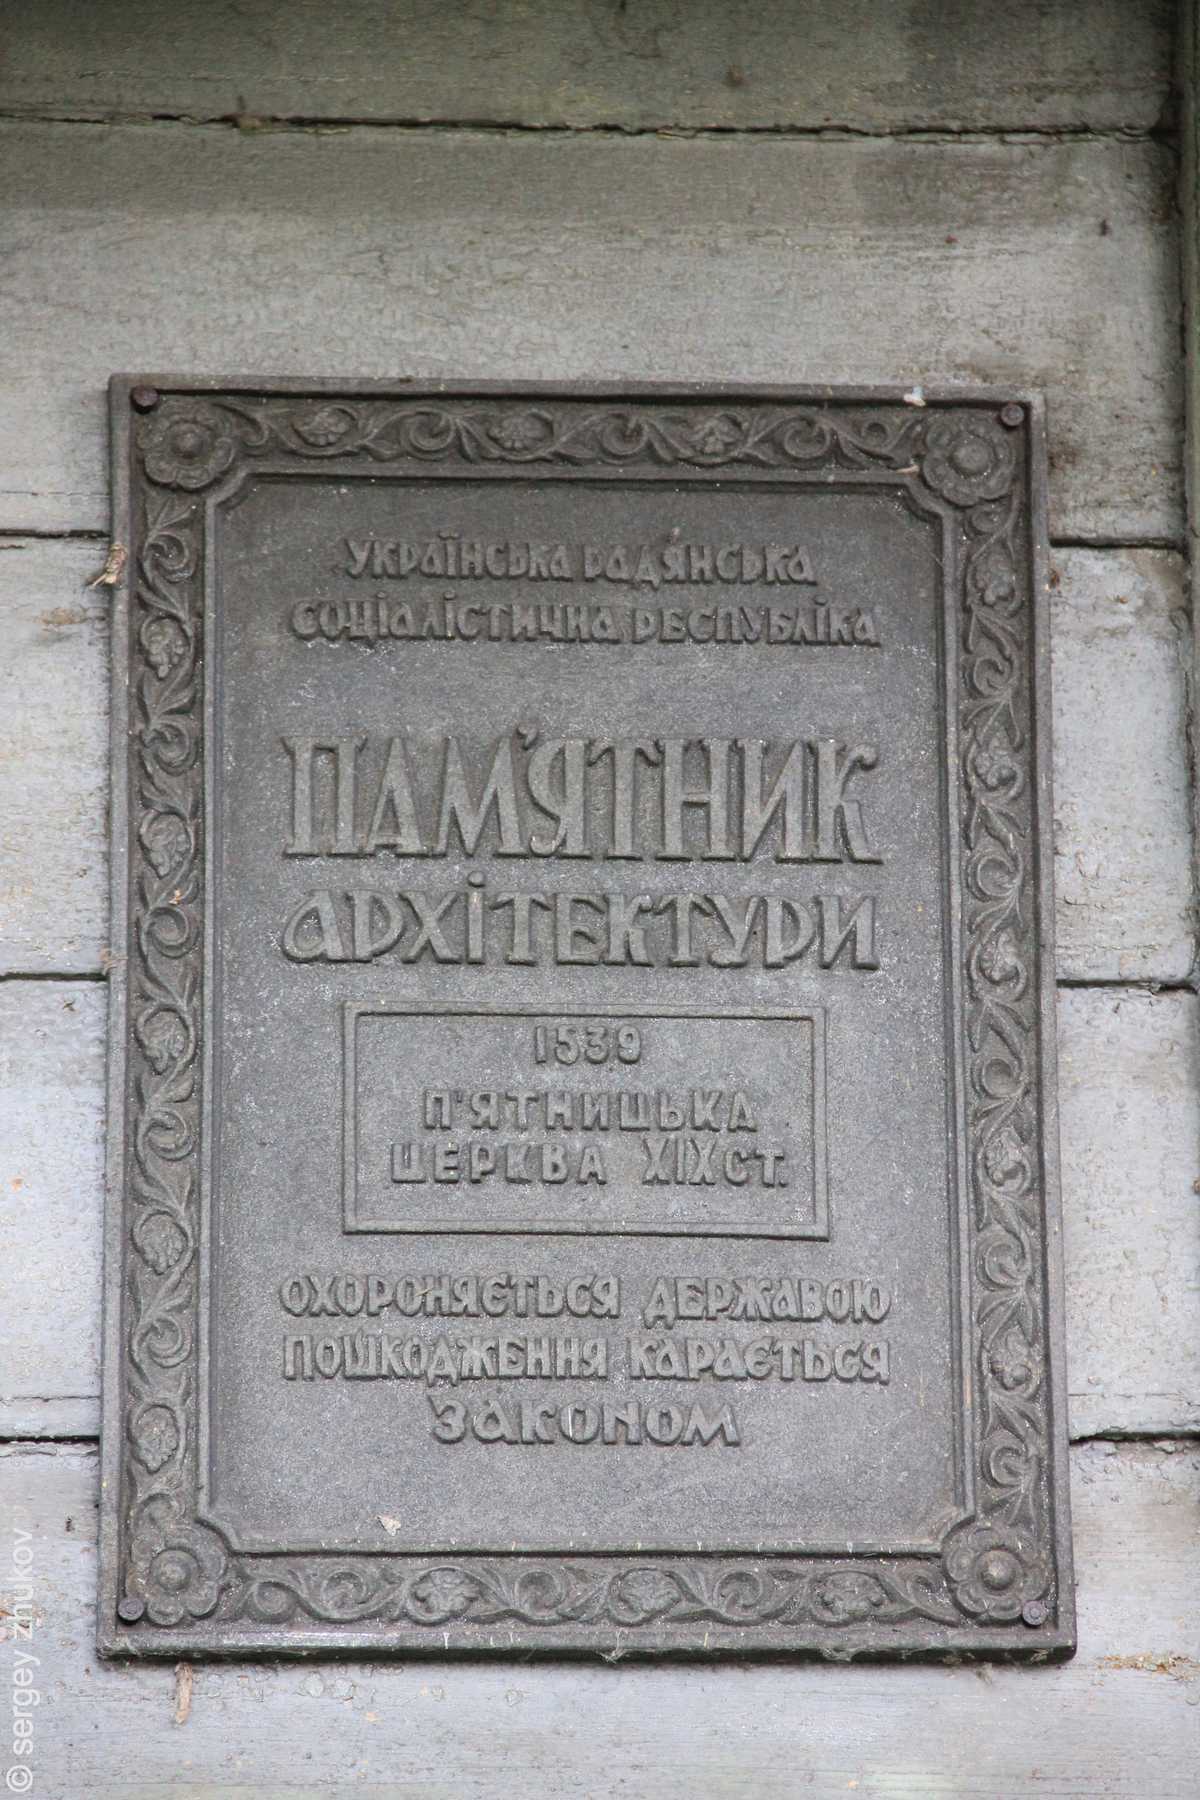 Українська Радянська
Соціалістична Республіка
ПАМ'ЯТНИК
АРХІТЕКТУРИ
1539
П'ЯТНИЦЬКА
ЦЕРКВА XIX СТ.
ОХОРОНЯЄТЬСЯ ДЕРЖАВОЮ
ПОШКОДЖЕННЯ КАРАЄТЬСЯ
ЗАКОНОМ
© sergey zhukov